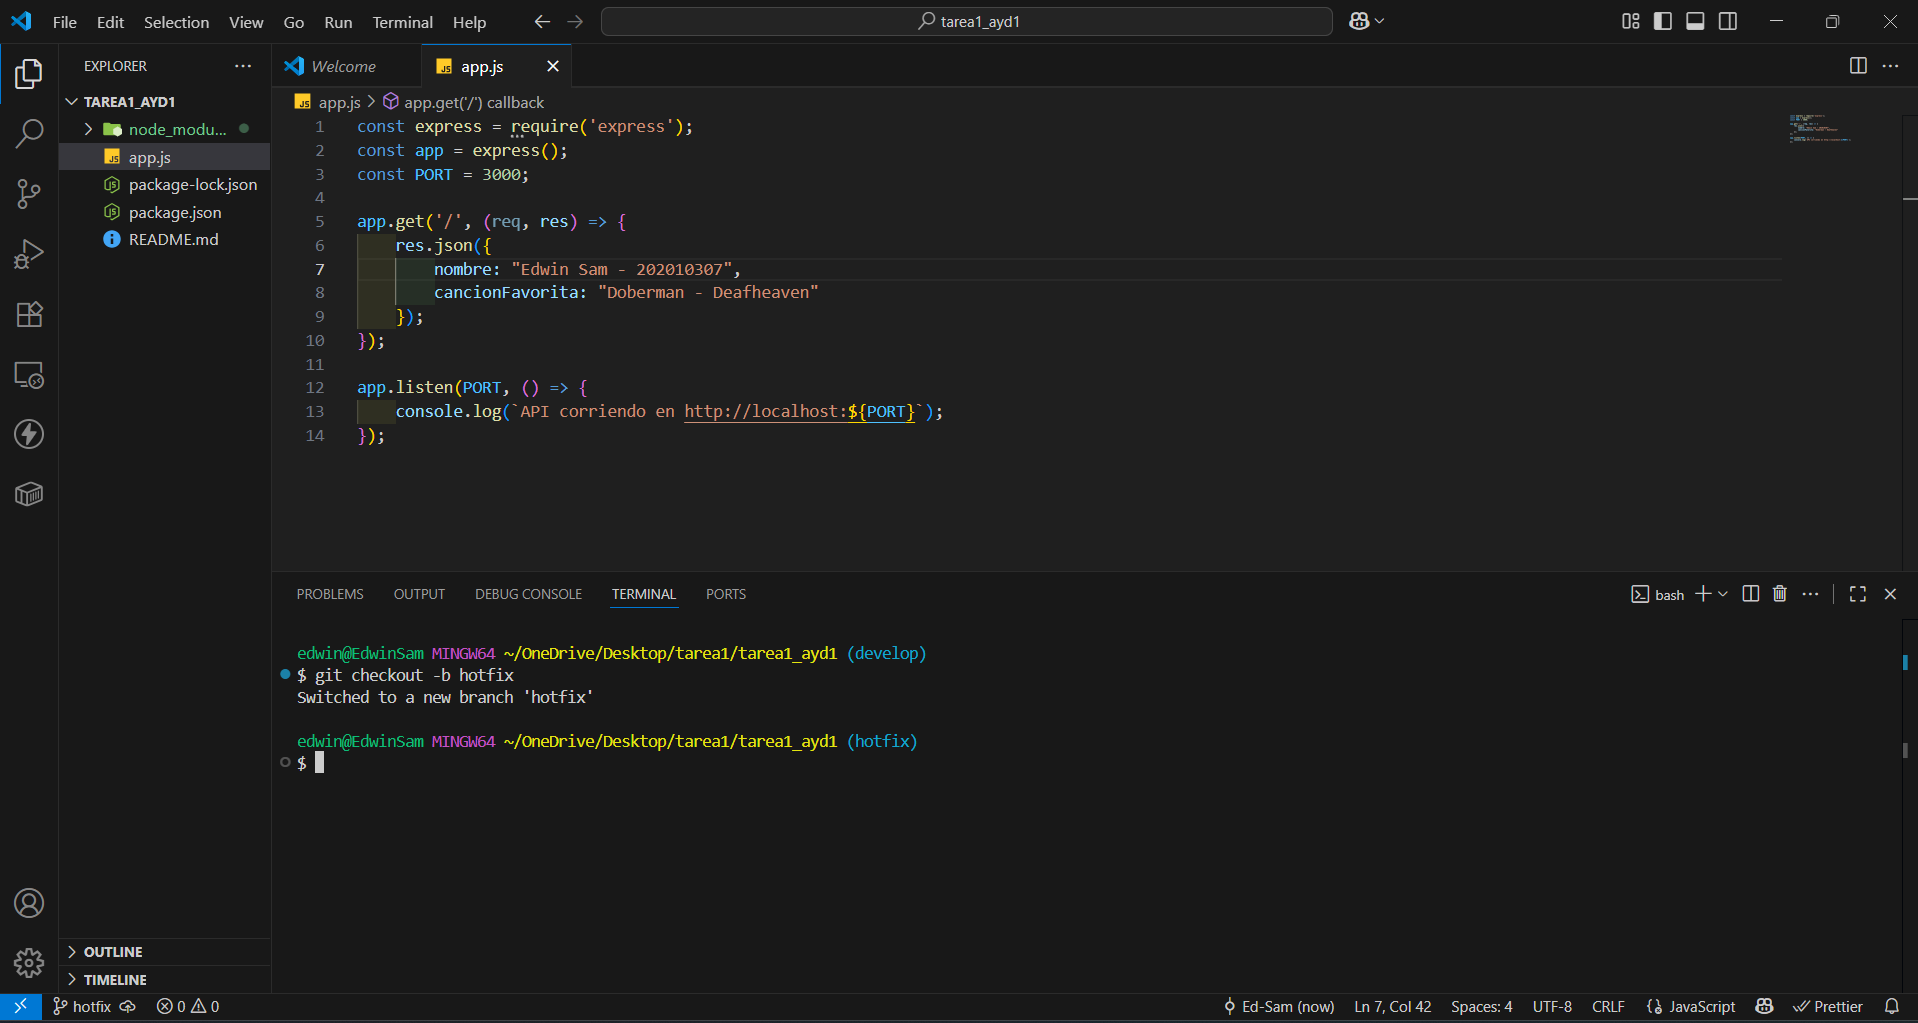 File Edit Selection View Go Run Terminal Help
tarea1_ayd1
EXPLORER
TAREA1_AYD1
node_modu...
app.js
package-lock.json
package.json
README.md
OUTLINE
TIMELINE
Welcome
app.js
app.js > app.get('/') callback
1 const express = require('express');
2 const app = express();
3 const PORT = 3000;
4
5 app.get('/', (req, res) => {
6 res.json({
7 nombre: "Edwin Sam - 202010307",
8 cancionFavorita: "Doberman - Deafheaven"
9 });
10 });
11
12 app.listen(PORT, () => {
13 console.log(`API corriendo en http://localhost:${PORT}`);
14 });
PROBLEMS OUTPUT DEBUG CONSOLE TERMINAL PORTS
bash
edwin@EdwinSam MINGW64 ~/OneDrive/Desktop/tarea1/tarea1_ayd1 (develop)
$ git checkout -b hotfix
Switched to a new branch 'hotfix'
edwin@EdwinSam MINGW64 ~/OneDrive/Desktop/tarea1/tarea1_ayd1 (hotfix)
$
hotfix 0 0
Ed-Sam (now) Ln 7, Col 42 Spaces: 4 UTF-8 CRLF {} JavaScript Prettier